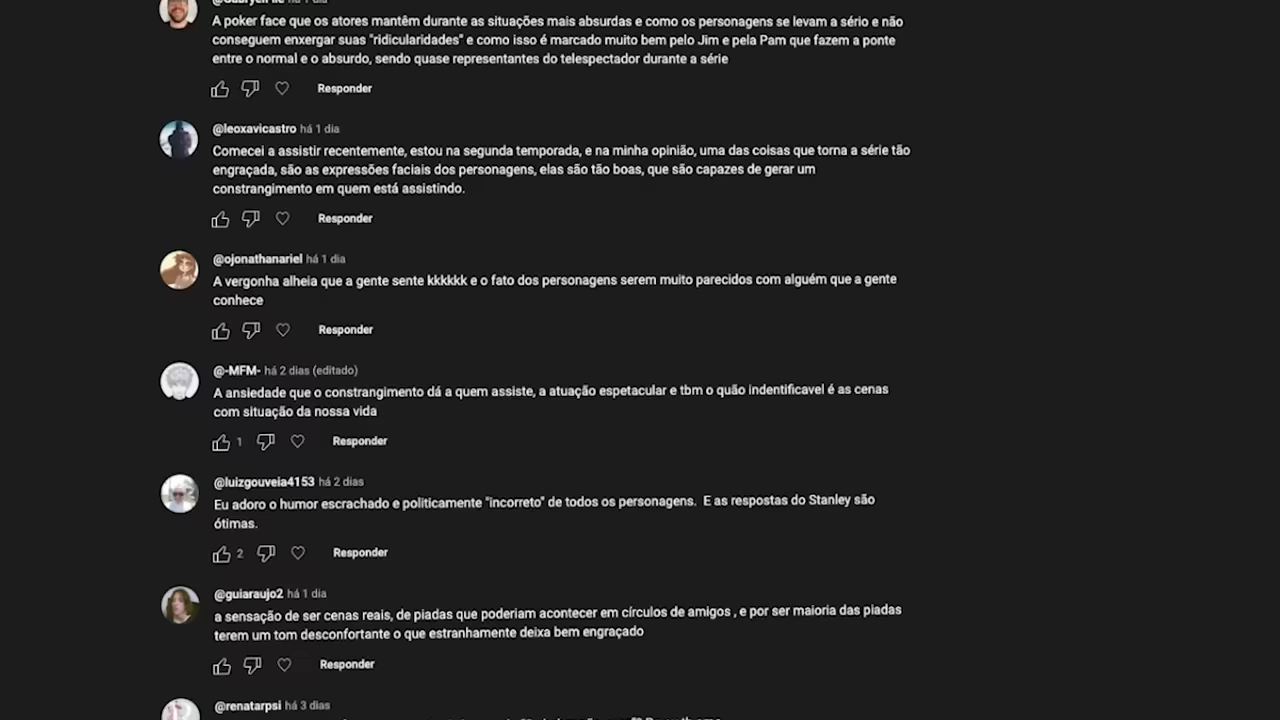 A poker face que os atores mantêm durante as situações mais absurdas e como os personagens se levam a sério e não
conseguem enxergar suas "ridicularidades" e como isso é marcado muito bem pelo Jim e pela Pam que fazem a ponte
entre o normal e o absurdo, sendo quase representantes do telespectador durante a série
Responder
@leoxavicastro há 1 dia
Comecei a assistir recentemente, estou na segunda temporada, e na minha opinião, uma das coisas que torna a série tão
engraçada, são as expressões faciais dos personagens, elas são tão boas, que são capazes de gerar um
constrangimento em quem está assistindo.
Responder
@ojonathanariel há 1 dia
A vergonha alheia que a gente sente kkkkkk e o fato dos personagens serem muito parecidos com alguém que a gente
conhece
Responder
@-MFM- há 2 dias (editado)
A ansiedade que o constrangimento dá a quem assiste, a atuação espetacular e tbm o quão indentificavel é as cenas
com situação da nossa vida
1 Responder
@luizgouveia4153 há 2 dias
Eu adoro o humor escrachado e politicamente "incorreto" de todos os personagens. E as respostas do Stanley são
ótimas.
2 Responder
@guiaraujo2 há 1 dia
a sensação de ser cenas reais, de piadas que poderiam acontecer em círculos de amigos , e por ser maioria das piadas
terem um tom desconfortante o que estranhamente deixa bem engraçado
Responder
@renatarpsi há 3 dias